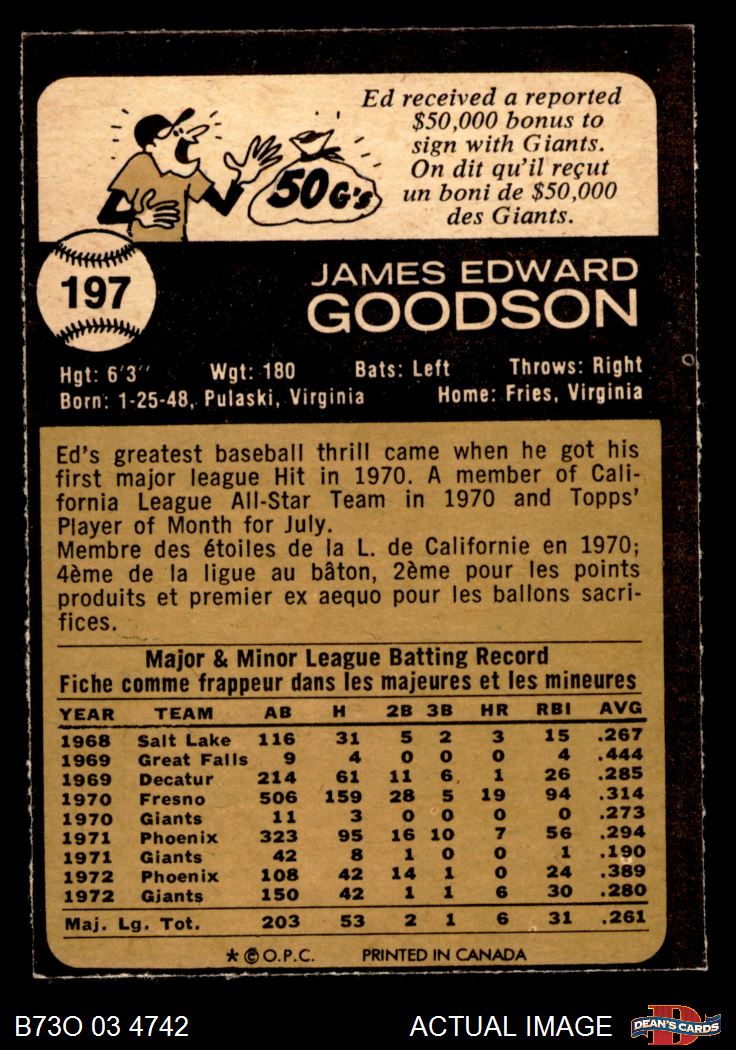 Ed received a reported
$50,000 bonus to
sign with Giants.
On dit qu'il reçut
un boni de $50,000
des Giants.
50 G's
197
JAMES EDWARD
GOODSON
Hgt: 6'3" Wgt: 180 Bats: Left Throws: Right
Born: 1-25-48, Pulaski, Virginia Home: Fries, Virginia
Ed's greatest baseball thrill came when he got his
first major league Hit in 1970. A member of Cali-
fornia League All-Star Team in 1970 and Topps'
Player of Month for July.
Membre des étoiles de la L. de Californie en 1970;
4ème de la ligue au bâton, 2ème pour les points
produits et premier ex aequo pour les ballons sacri-
fices.
Major & Minor League Batting Record
Fiche comme frappeur dans les majeures et les mineures
YEAR TEAM AB H 2B 3B HR RBI AVG
1968 Salt Lake 116 31 5 2 3 15 .267
1969 Great Falls 9 4 0 0 0 4 .444
1969 Decatur 214 61 11 6 1 26 .285
1970 Fresno 506 159 28 5 19 94 .314
1970 Giants 11 3 0 0 0 0 .273
1971 Phoenix 323 95 16 10 7 56 .294
1971 Giants 42 8 1 0 0 1 .190
1972 Phoenix 108 42 14 1 0 24 .389
1972 Giants 150 42 1 1 6 30 .280
Maj. Lg. Tot. 203 53 2 1 6 31 .261
* © O.P.C. PRINTED IN CANADA
B73O 03 4742 ACTUAL IMAGE DEAN'S CARDS